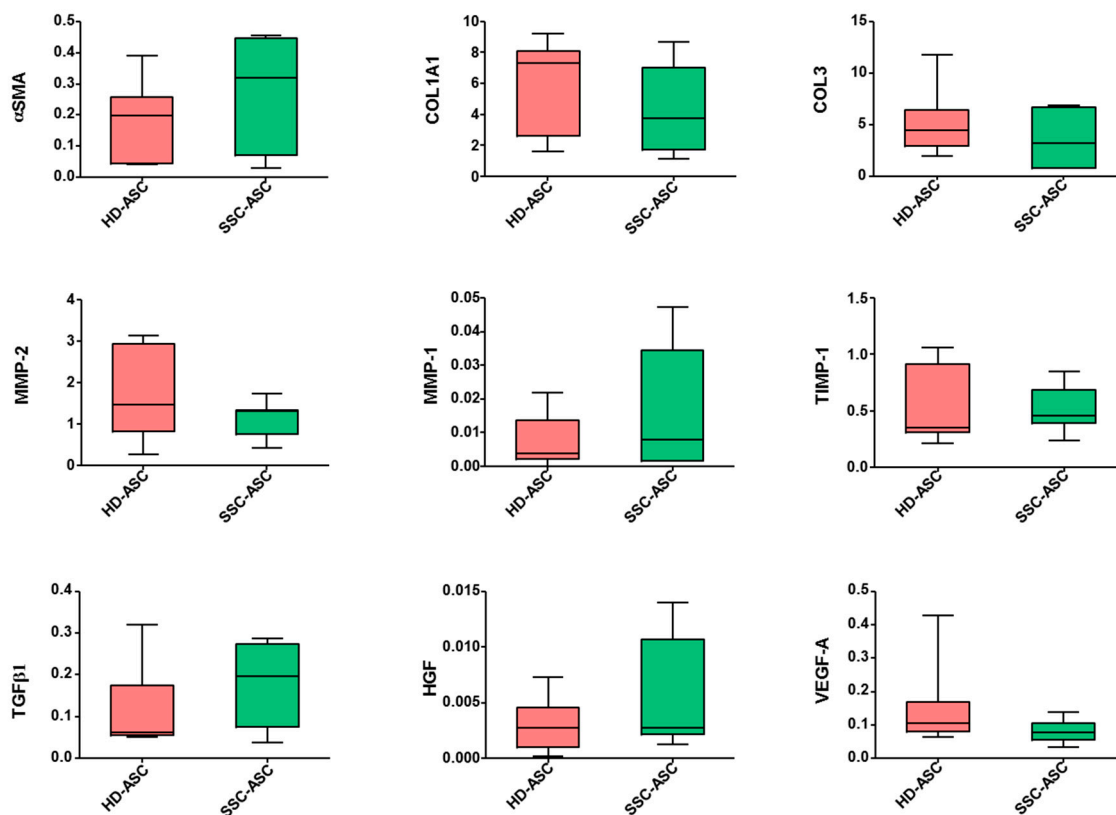 αSMA
0.5
0.4
0.3
0.2
0.1
0.0
HD-ASC
SSC-ASC
COL1A1
10
8
6
4
2
0
HD-ASC
SSC-ASC
COL3
15
10
5
0
HD-ASC
SSC-ASC
MMP-2
4
3
2
1
0
HD-ASC
SSC-ASC
MMP-1
0.05
0.04
0.03
0.02
0.01
0.00
HD-ASC
SSC-ASC
TIMP-1
1.5
1.0
0.5
0.0
HD-ASC
SSC-ASC
TGFβ1
0.4
0.3
0.2
0.1
0.0
HD-ASC
SSC-ASC
HGF
0.015
0.010
0.005
0.000
HD-ASC
SSC-ASC
VEGF-A
0.5
0.4
0.3
0.2
0.1
0.0
HD-ASC
SSC-ASC